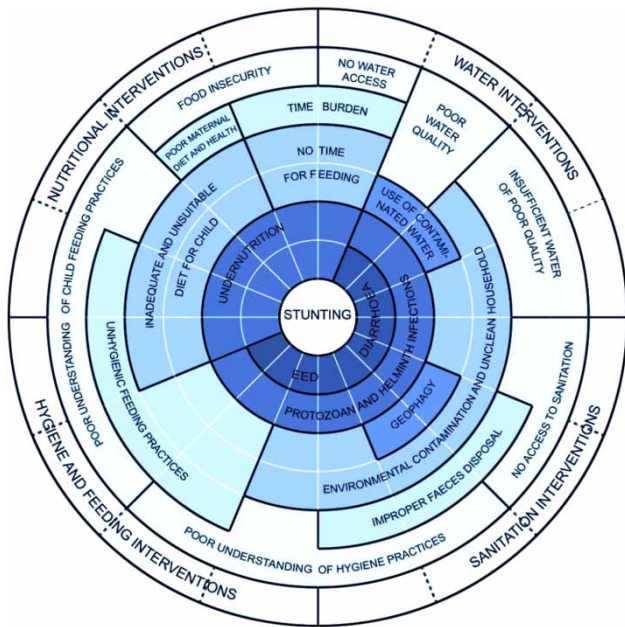 NUTRITIONAL INTERVENTIONS
WATER INTERVENTIONS
SANITATION INTERVENTIONS
HYGIENE AND FEEDING INTERVENTIONS
FOOD INSECURITY
NO WATER
ACCESS
POOR
WATER
QUALITY
INSUFFICIENT WATER
OF POOR QUALITY
NO ACCESS TO SANITATION
POOR UNDERSTANDING OF HYGIENE PRACTICES
POOR UNDERSTANDING OF CHILD FEEDING PRACTICES
POOR MATERNAL
DIET AND HEALTH
TIME BURDEN
NO TIME
FOR FEEDING
USE OF CONTAMI-
NATED WATER
ENVIRONMENTAL CONTAMINATION AND UNCLEAN HOUSEHOLD
IMPROPER FAECES DISPOSAL
GEOPHAGY
UNHYGIENIC FEEDING PRACTICES
INADEQUATE AND UNSUITABLE
DIET FOR CHILD
UNDERNUTRITION
PROTOZOAN AND HELMINTH INFECTIONS
DIARRHOEA
EED
STUNTING